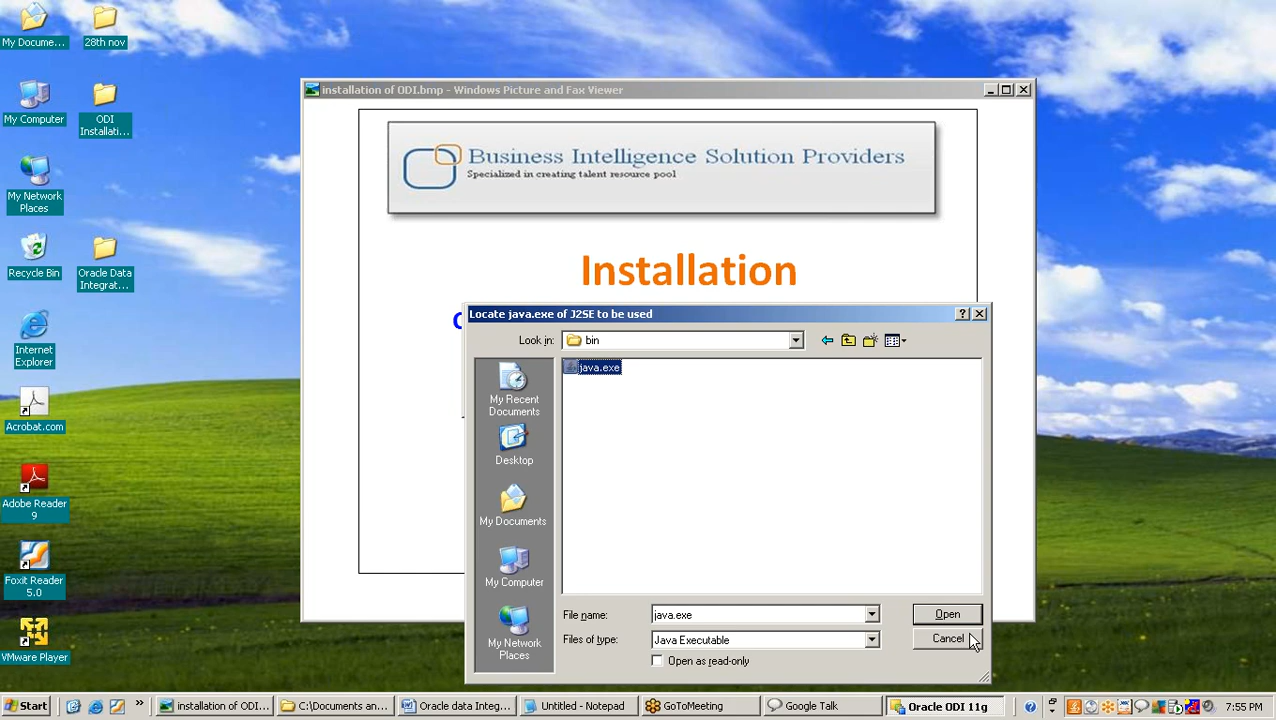 My Docume...
28th nov
My Computer
ODI
Installati...
My Network
Places
Recycle Bin
Oracle Data
Integrat...
Internet
Explorer
Acrobat.com
Adobe Reader
9
Foxit Reader
5.0
VMware Player
installation of ODI.bmp - Windows Picture and Fax Viewer
Business Intelligence Solution Providers
Specialized in creating talent resource pool
Installation
Locate java.exe of J2SE to be used
Look in:
bin
java.exe
My Recent
Documents
Desktop
My Documents
My Computer
My Network
Places
File name:
java.exe
Open
Files of type:
Java Executable
Cancel
Open as read-only
Start
»
installation of ODI...
C:\Documents an...
Oracle data Integ...
Untitled - Notepad
GoToMeeting
Google Talk
Oracle ODI 11g
7:55 PM